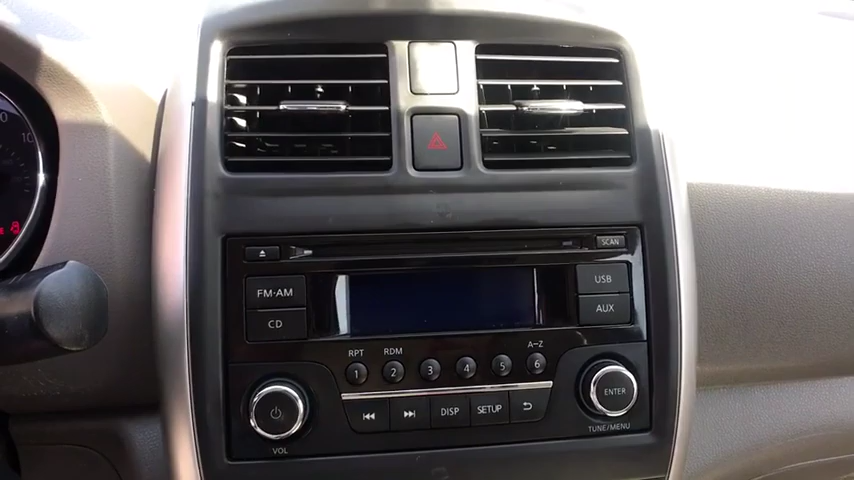 10
SCAN
FM·AM
USB
CD
AUX
RPT RDM A–Z
1 2 3 4 5 6
ENTER
DISP SETUP
VOL
TUNE/MENU